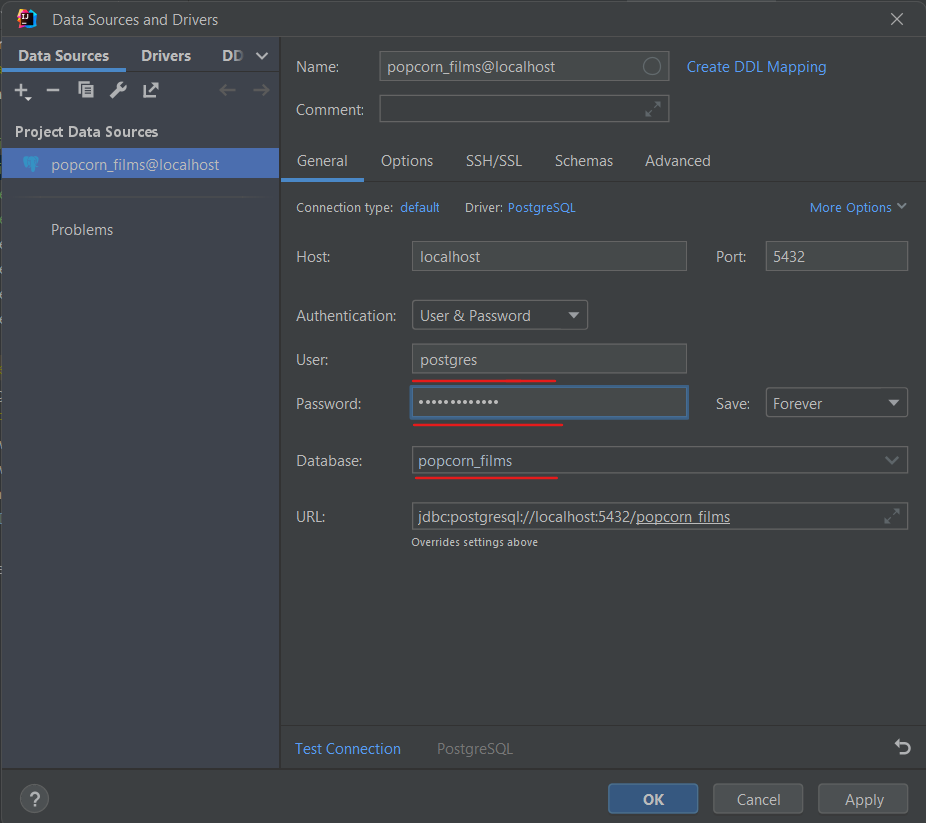 Data Sources and Drivers
Data Sources Drivers DD
Project Data Sources
popcorn_films@localhost
Problems
Name: popcorn_films@localhost Create DDL Mapping
Comment:
General Options SSH/SSL Schemas Advanced
Connection type: default Driver: PostgreSQL More Options
Host: localhost Port: 5432
Authentication: User & Password
User: postgres
Password: ••••••••••••• Save: Forever
Database: popcorn_films
URL: jdbc:postgresql://localhost:5432/popcorn_films
Overrides settings above
Test Connection PostgreSQL
? OK Cancel Apply